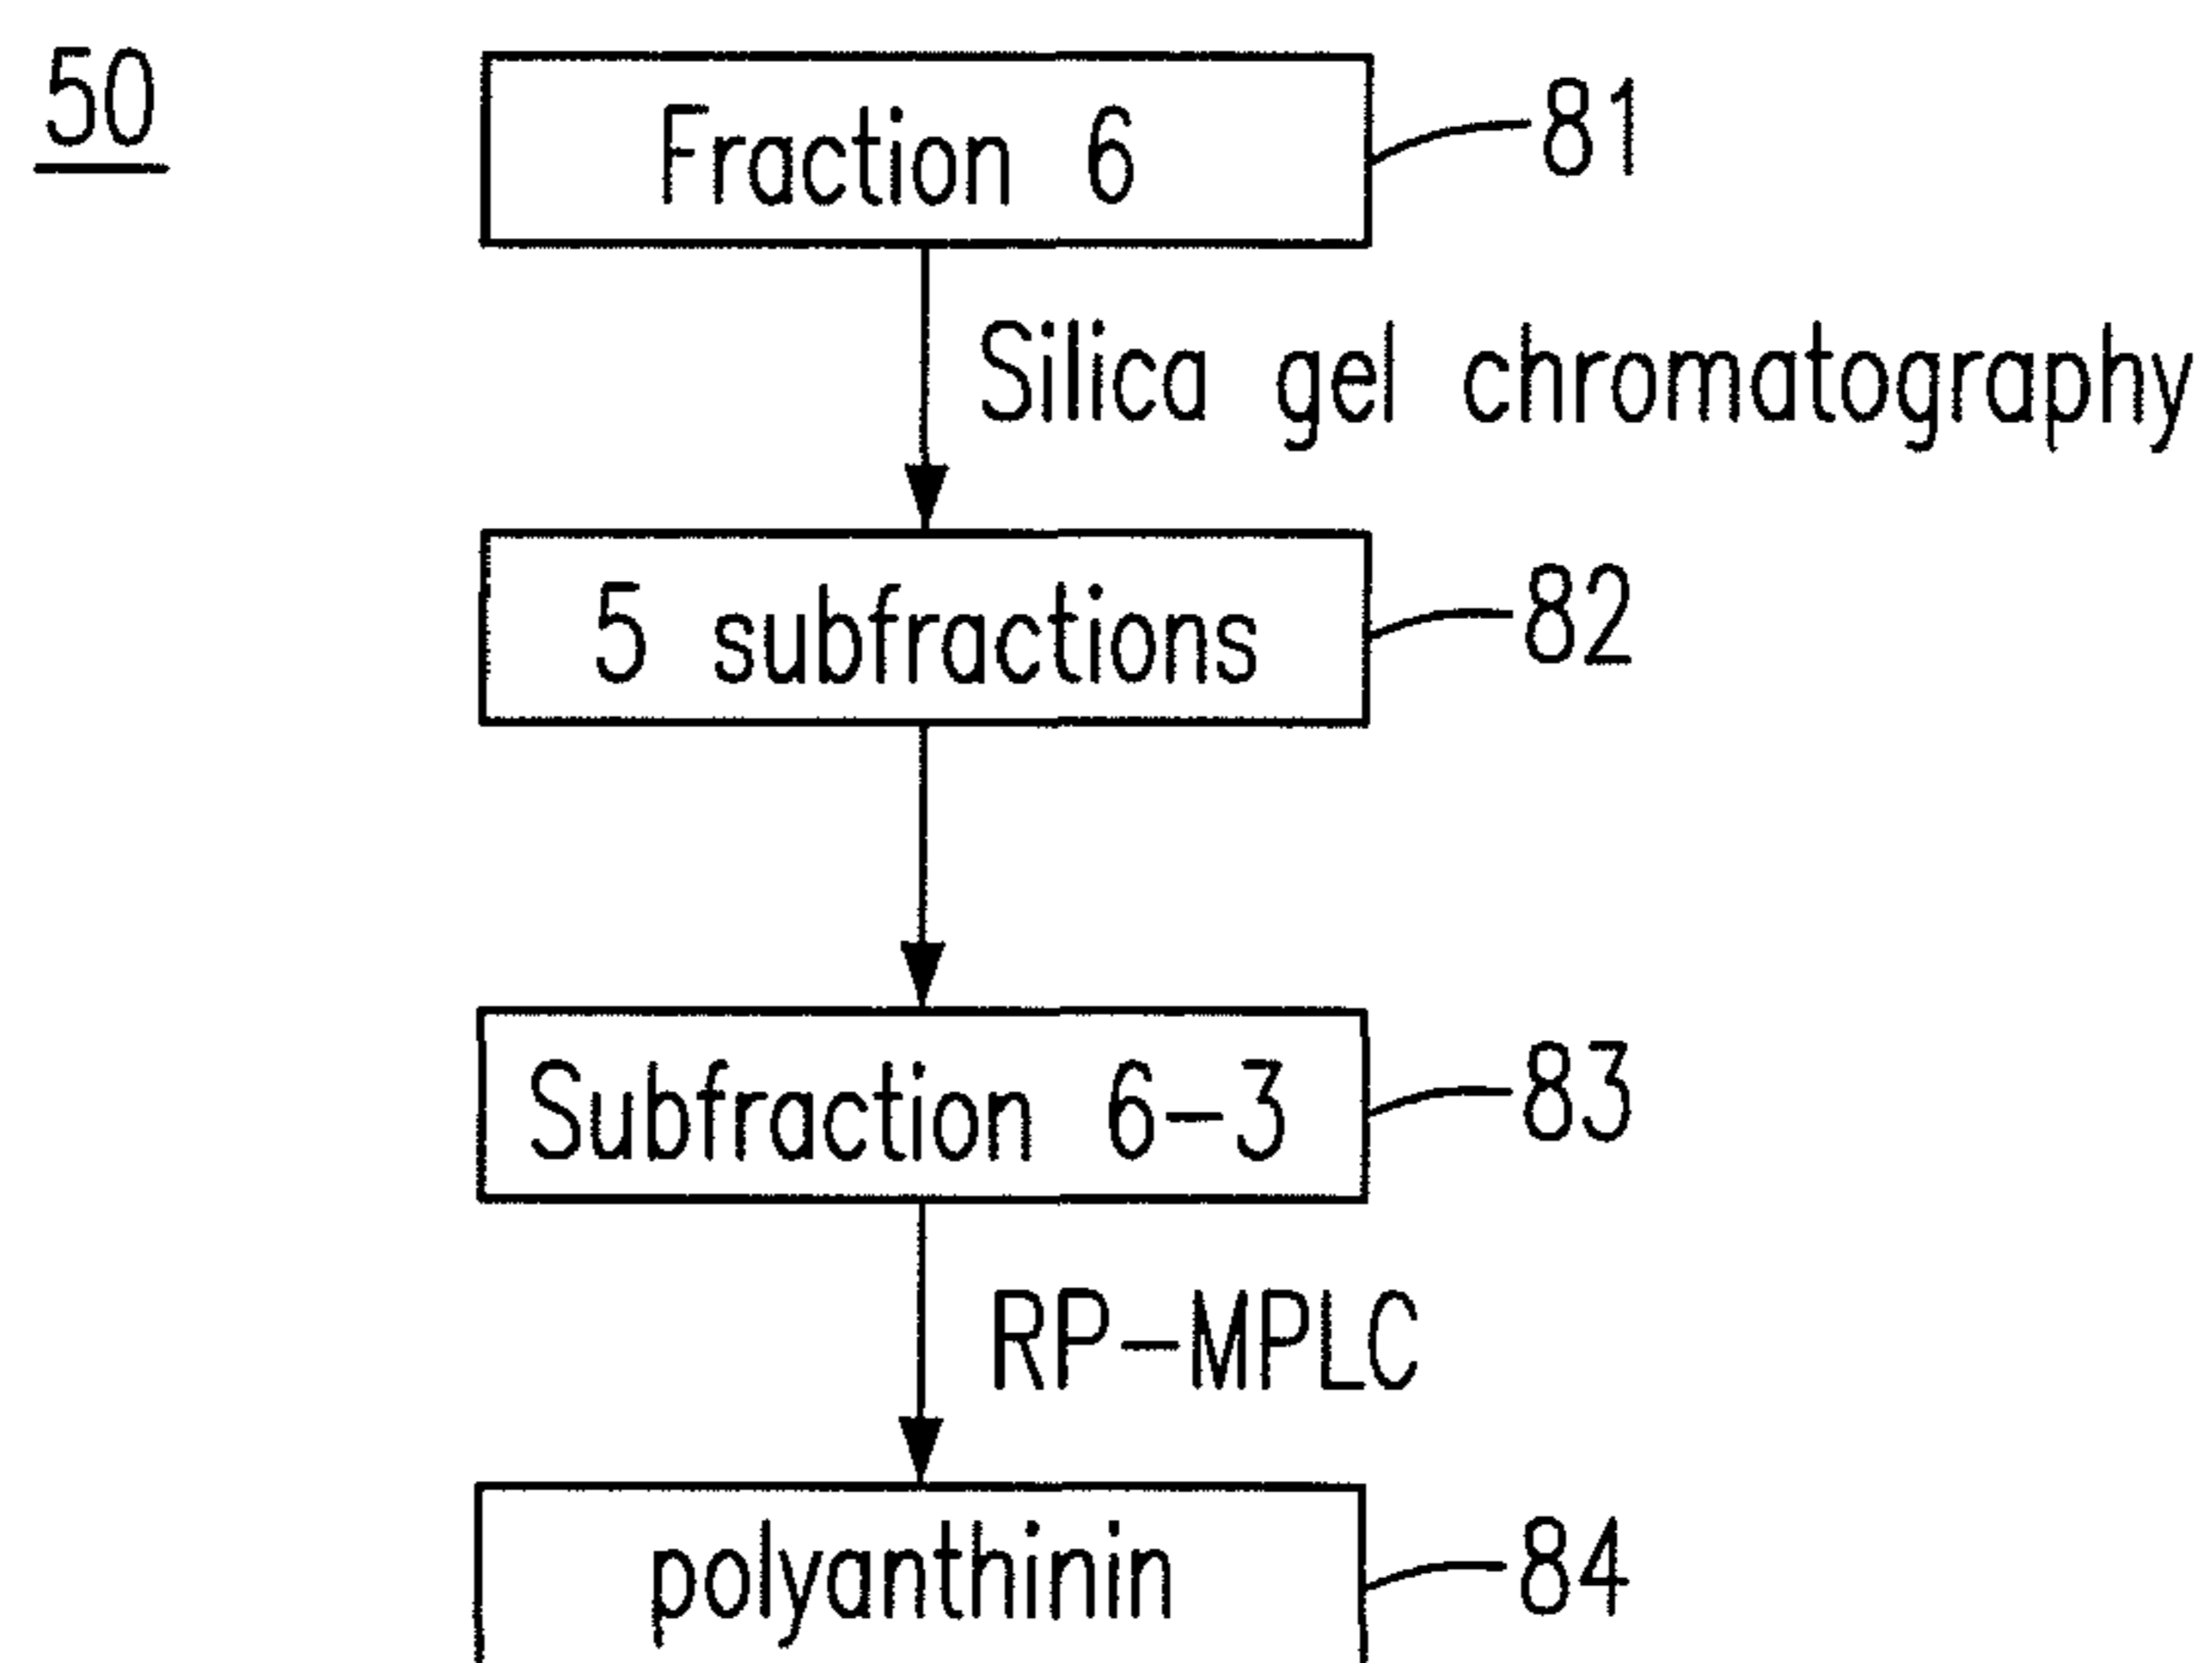 50
Fraction 6
81
Silica gel chromatography
5 subfractions
82
Subfraction 6-3
83
RP-MPLC
polyanthinin
84